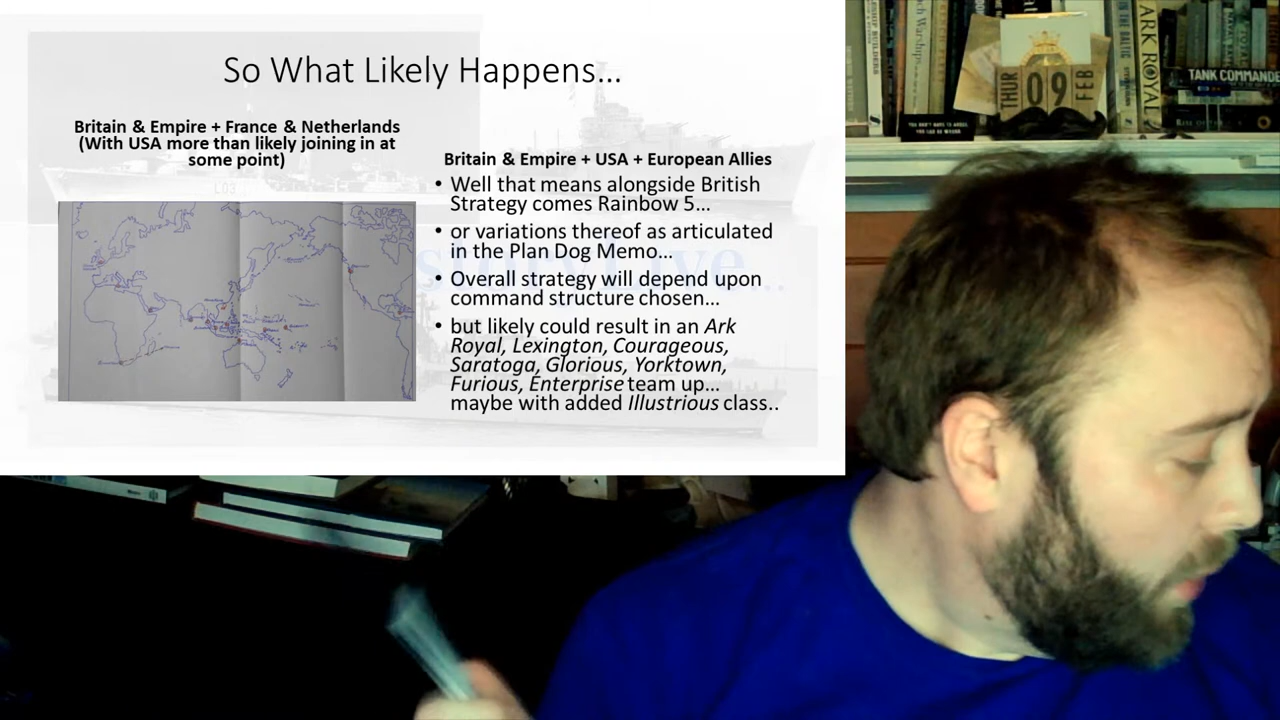 So What Likely Happens...
Britain & Empire + France & Netherlands
(With USA more than likely joining in at
some point)
Britain & Empire + USA + European Allies
• Well that means alongside British
Strategy comes Rainbow 5...
• or variations thereof as articulated
in the Plan Dog Memo...
• Overall strategy will depend upon
command structure chosen...
• but likely could result in an Ark
Royal, Lexington, Courageous,
Saratoga, Glorious, Yorktown,
Furious, Enterprise team up...
maybe with added Illustrious class..
L03
THUR
09
FEB
IN THE BALTIC
ARK ROYAL
TANK COMMANDE